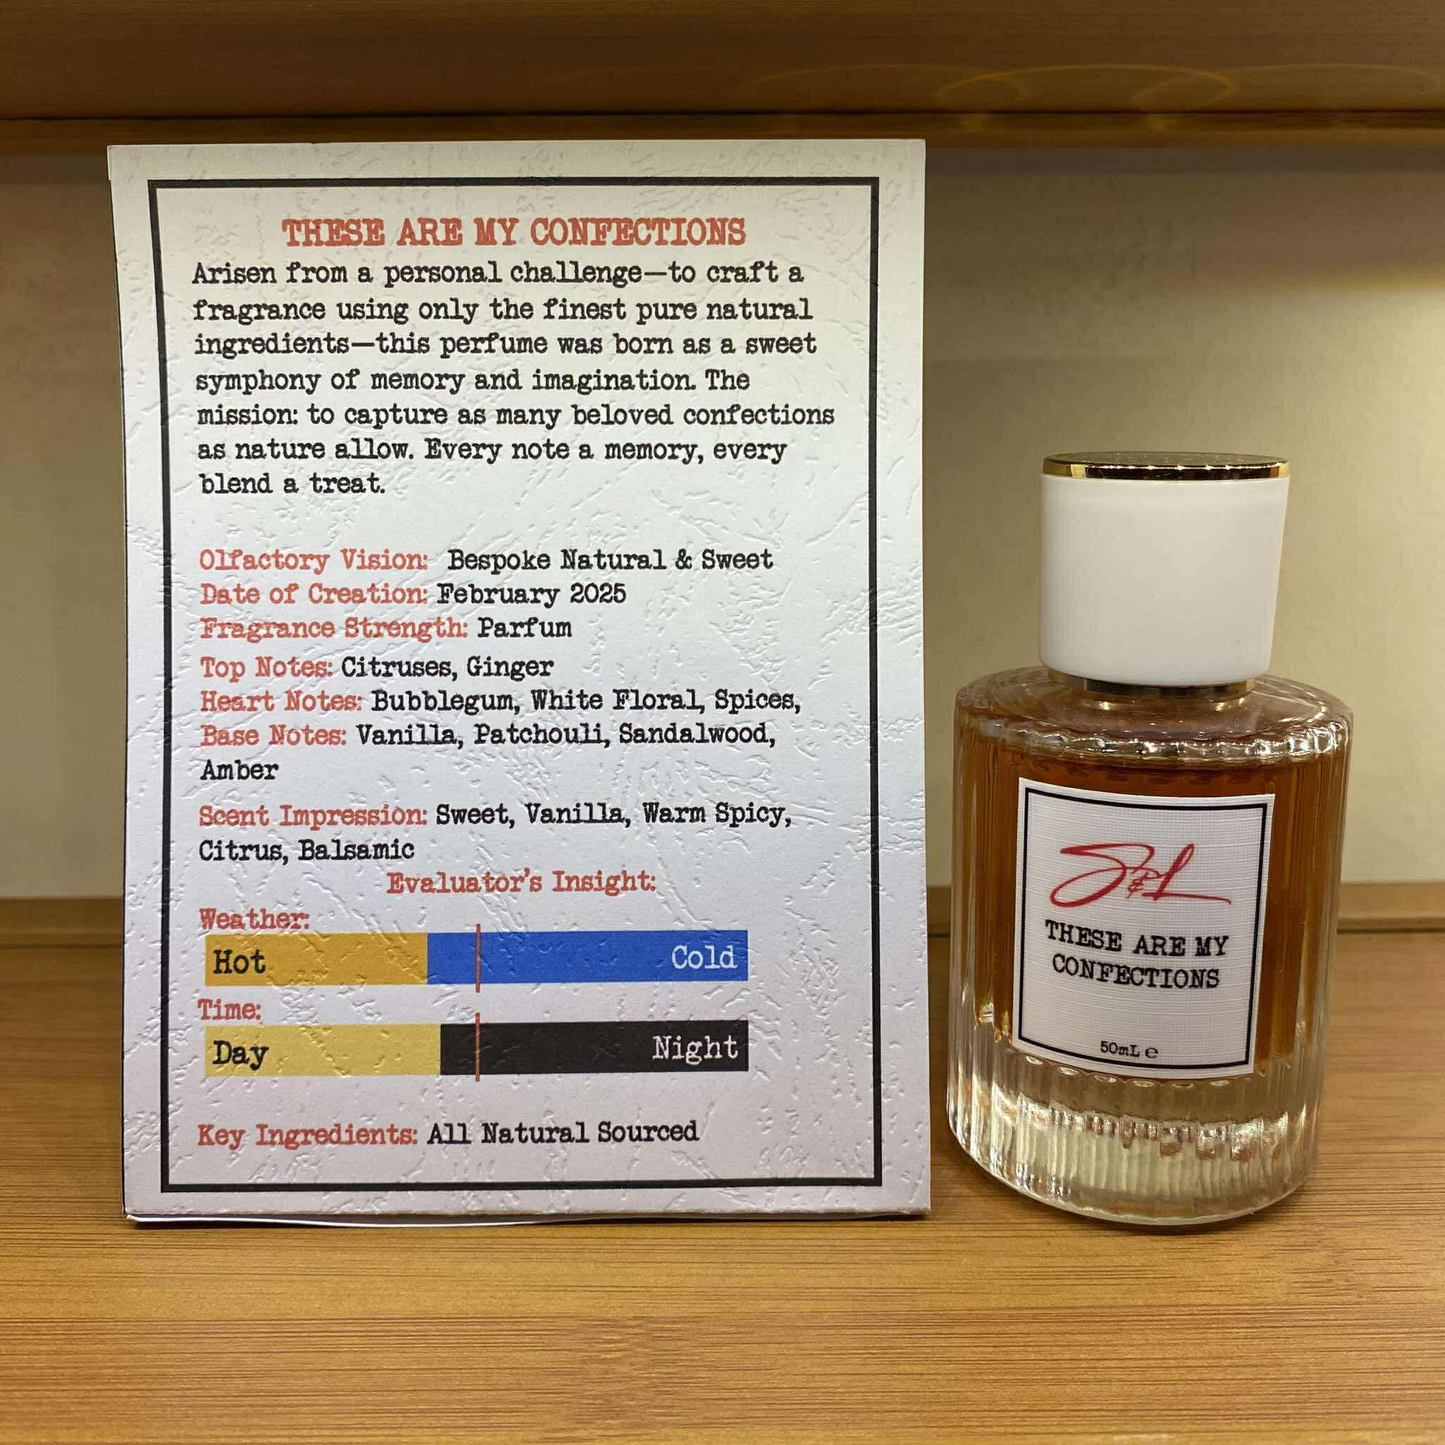 THESE ARE MY CONFECTIONS
Arisen from a personal challenge—to craft a
fragrance using only the finest pure natural
ingredients—this perfume was born as a sweet
symphony of memory and imagination. The
mission: to capture as many beloved confections
as nature allow. Every note a memory, every
blend a treat.
Olfactory Vision: Bespoke Natural & Sweet
Date of Creation: February 2025
Fragrance Strength: Parfum
Top Notes: Citruses, Ginger
Heart Notes: Bubblegum, White Floral, Spices,
Base Notes: Vanilla, Patchouli, Sandalwood,
Amber
Scent Impression: Sweet, Vanilla, Warm Spicy,
Citrus, Balsamic
Evaluator's Insight:
Weather:
Hot Cold
Time:
Day Night
Key Ingredients: All Natural Sourced
S&L
THESE ARE MY
CONFECTIONS
50mL e